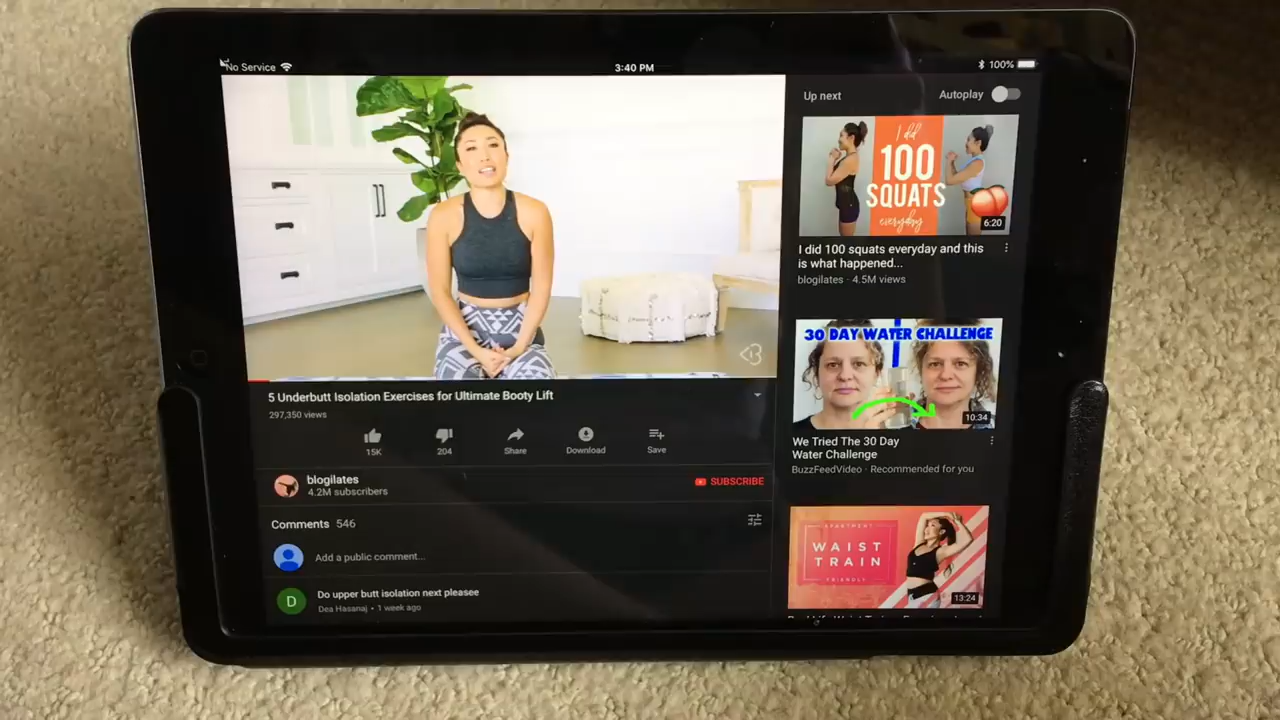 No Service
3:40 PM
100%
5 Underbutt Isolation Exercises for Ultimate Booty Lift
297,350 views
15K
204
Share
Download
Save
blogilates
4.2M subscribers
SUBSCRIBE
Comments 546
Add a public comment...
D
Do upper butt isolation next pleasee
Dea Hasanaj • 1 week ago
Up next
Autoplay
I did
100
SQUATS
everyday
6:20
I did 100 squats everyday and this
is what happened...
blogilates · 4.5M views
30 DAY WATER CHALLENGE
10:34
We Tried The 30 Day
Water Challenge
BuzzFeedVideo · Recommended for you
APARTMENT
WAIST
TRAIN
FRIENDLY
13:24